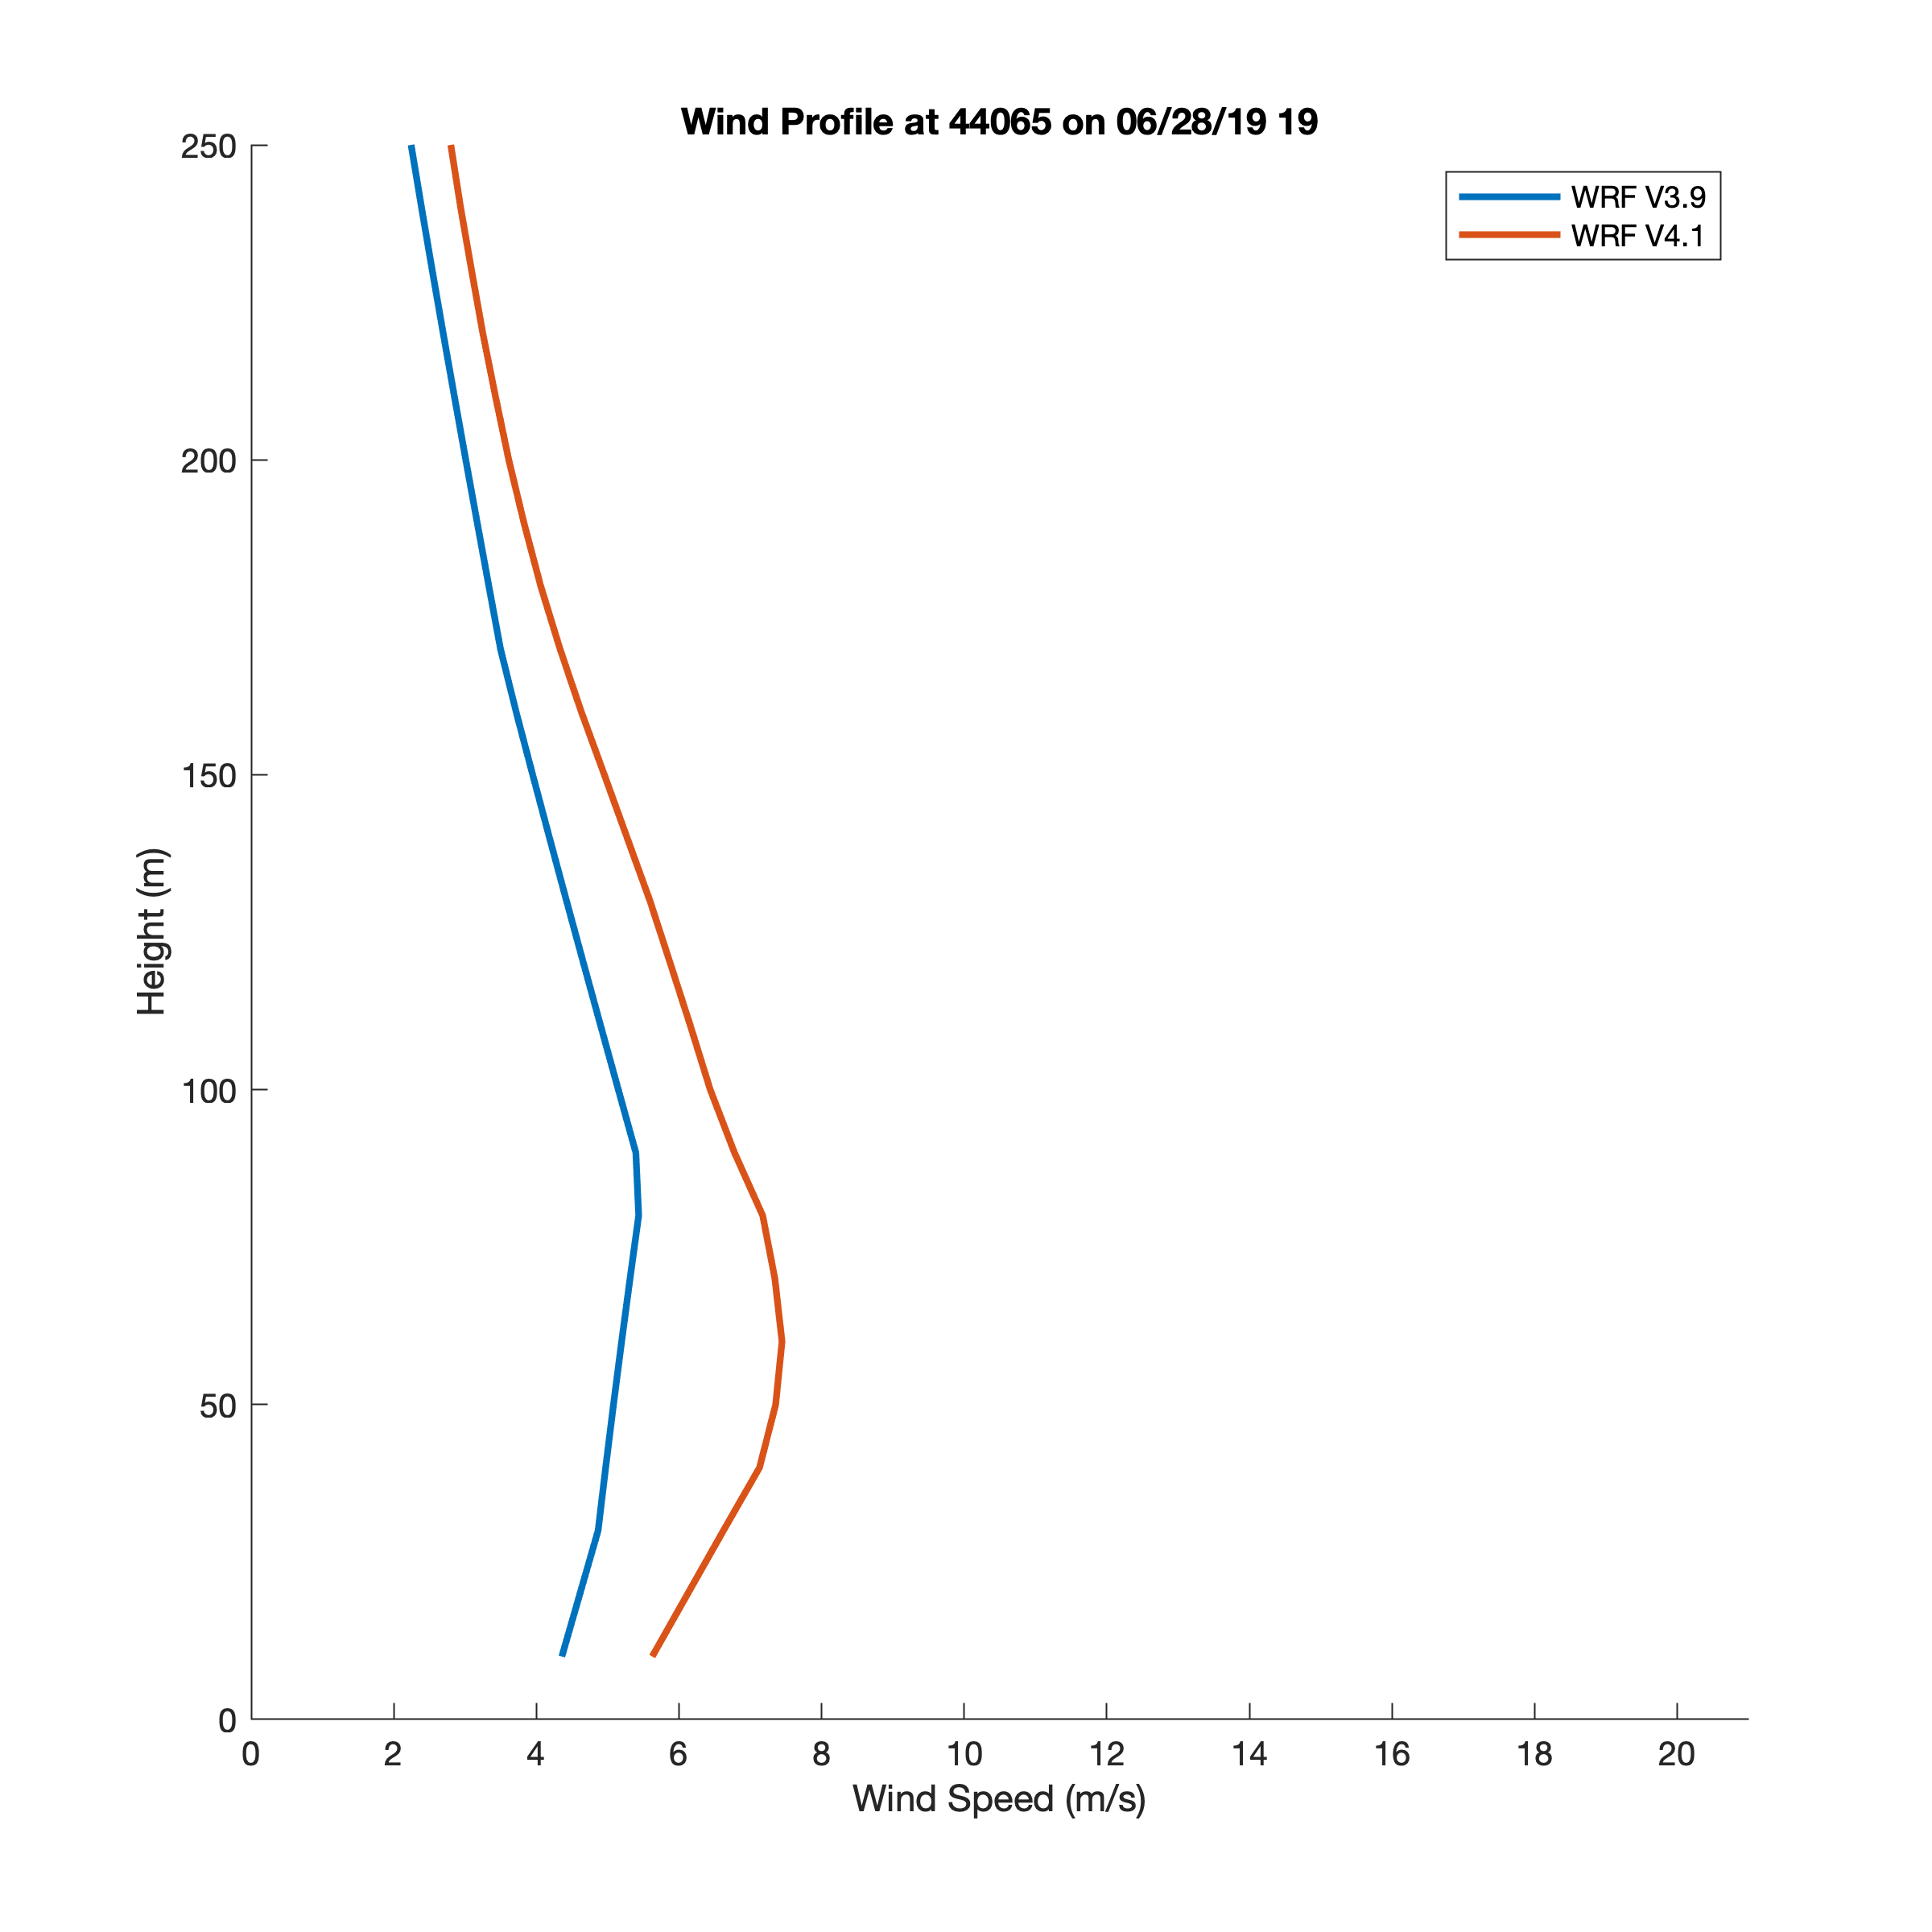 Wind Profile at 44065 on 06/28/19 19
WRF V3.9
WRF V4.1
250
200
150
100
50
0
Height (m)
0 2 4 6 8 10 12 14 16 18 20
Wind Speed (m/s)